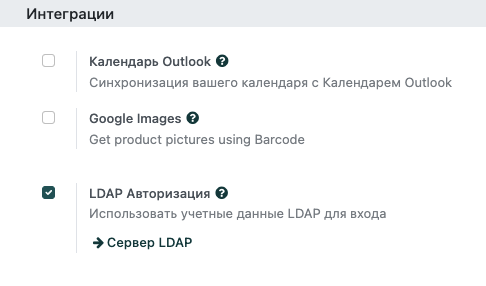 Интеграции
Календарь Outlook ?
Синхронизация вашего календаря с Календарем Outlook
Google Images ?
Get product pictures using Barcode
LDAP Авторизация ?
Использовать учетные данные LDAP для входа
→ Сервер LDAP